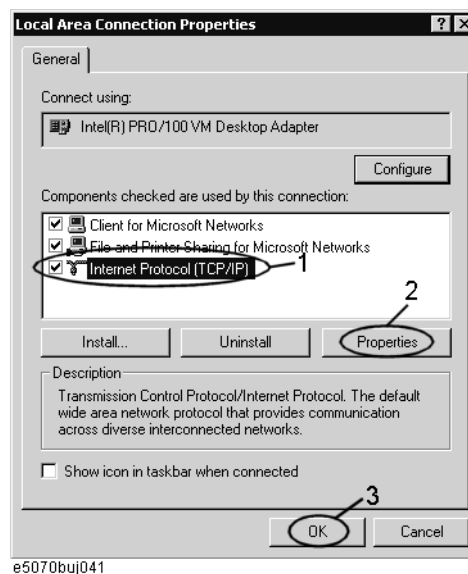 Local Area Connection Properties
General
Connect using:
Intel(R) PRO/100 VM Desktop Adapter
Configure
Components checked are used by this connection:
Client for Microsoft Networks
File and Printer Sharing for Microsoft Networks
Internet Protocol (TCP/IP)
1
2
Install...
Uninstall
Properties
Description
Transmission Control Protocol/Internet Protocol. The default
wide area network protocol that provides communication
across diverse interconnected networks.
Show icon in taskbar when connected
3
OK
Cancel
e5070buj041